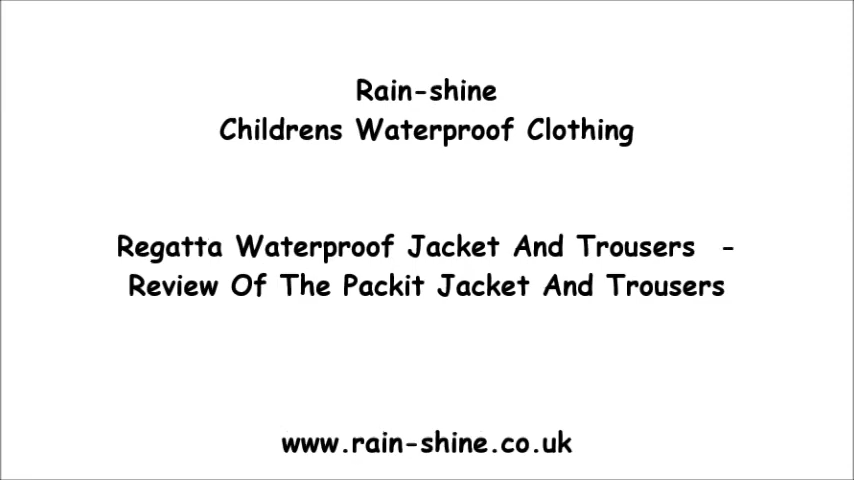 Rain-shine
Childrens Waterproof Clothing
Regatta Waterproof Jacket And Trousers -
Review Of The Packit Jacket And Trousers
www.rain-shine.co.uk